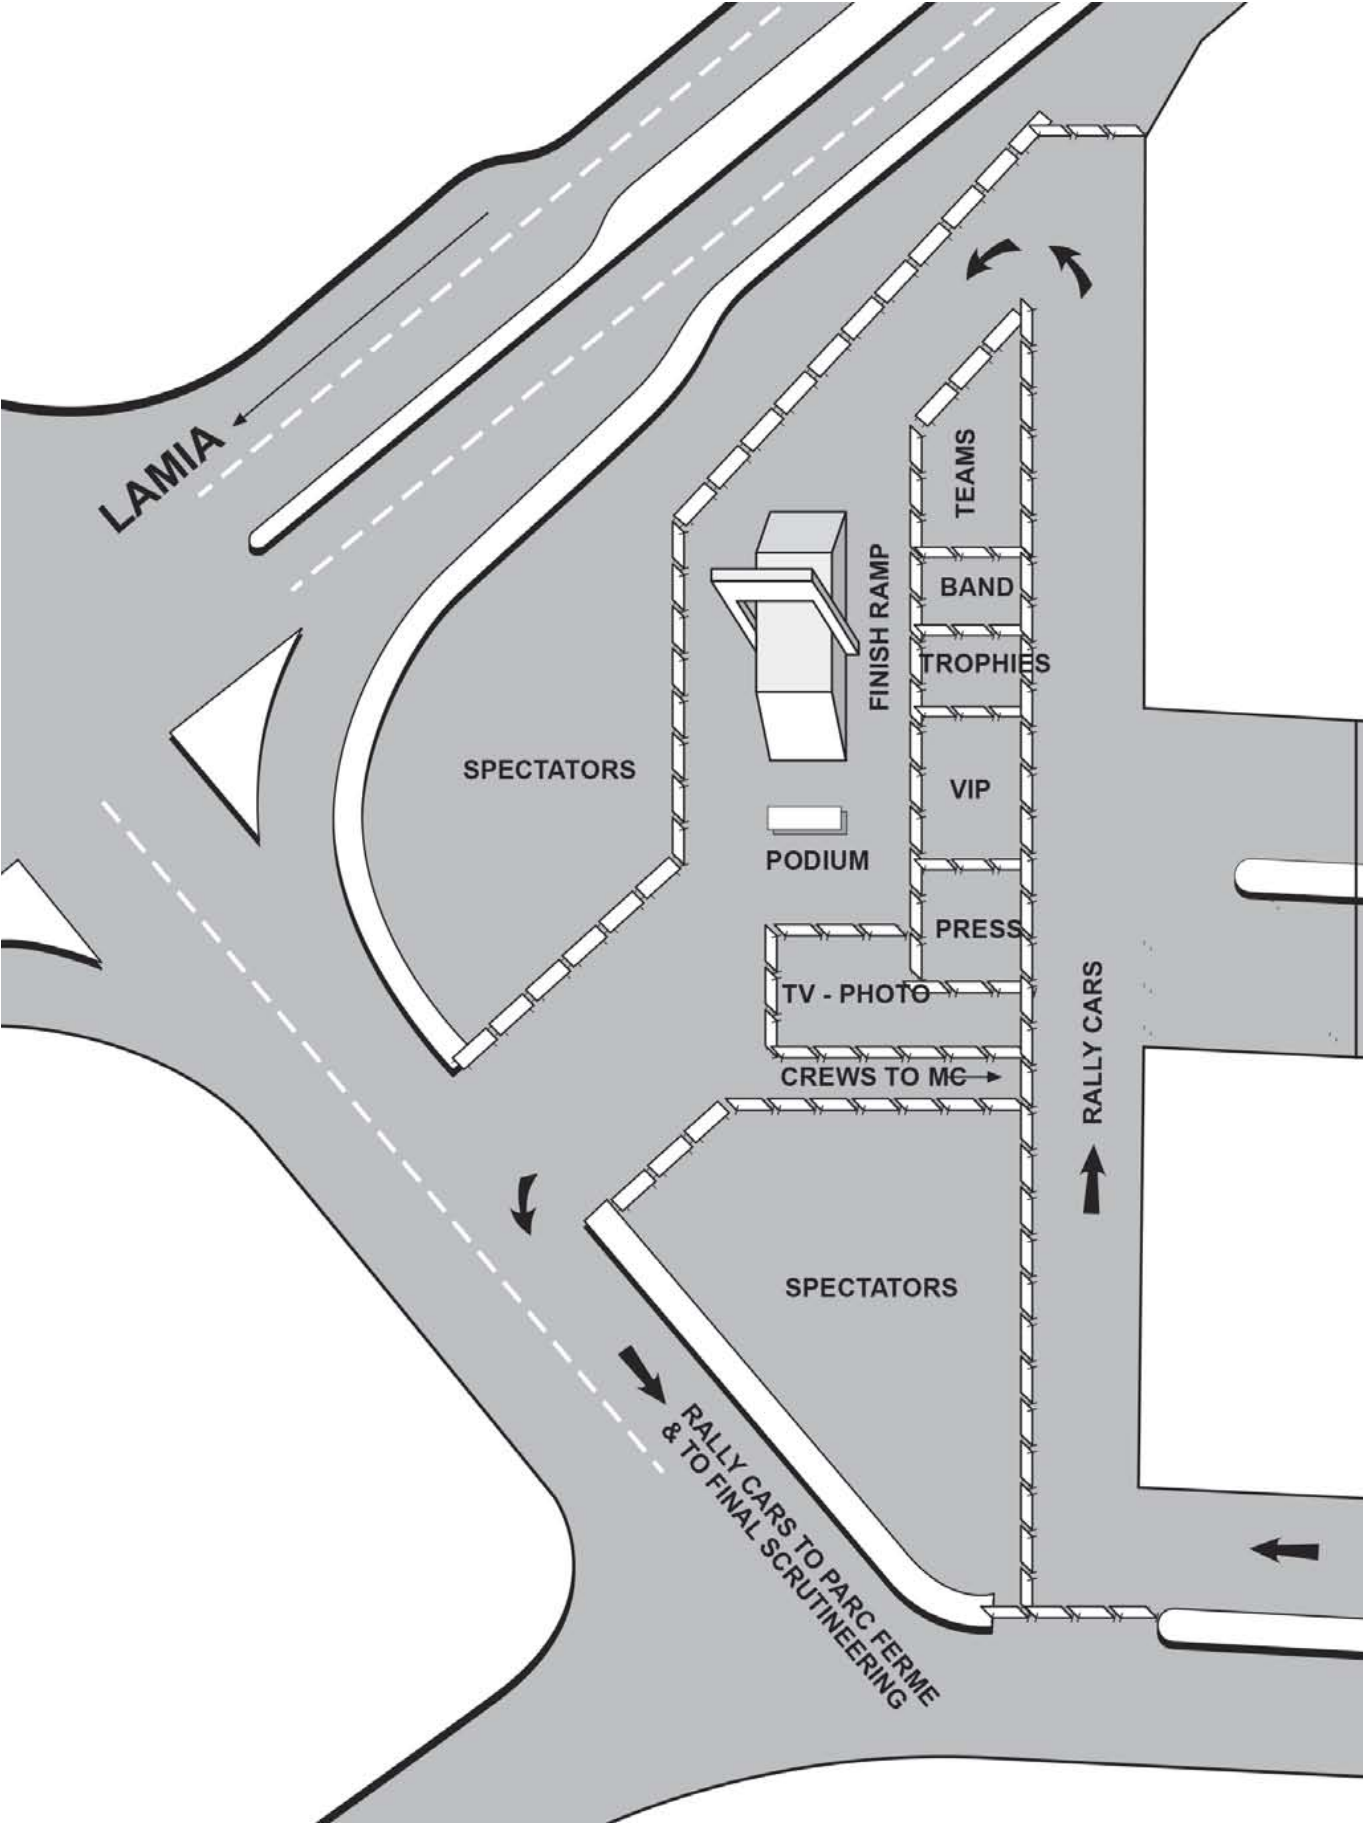 LAMIA
TEAMS
BAND
FINISH RAMP
TROPHIES
SPECTATORS
VIP
PODIUM
PRESS
TV - PHOTO
RALLY CARS
CREWS TO MC
SPECTATORS
RALLY CARS TO PARC FERME
& TO FINAL SCRUTINEERING